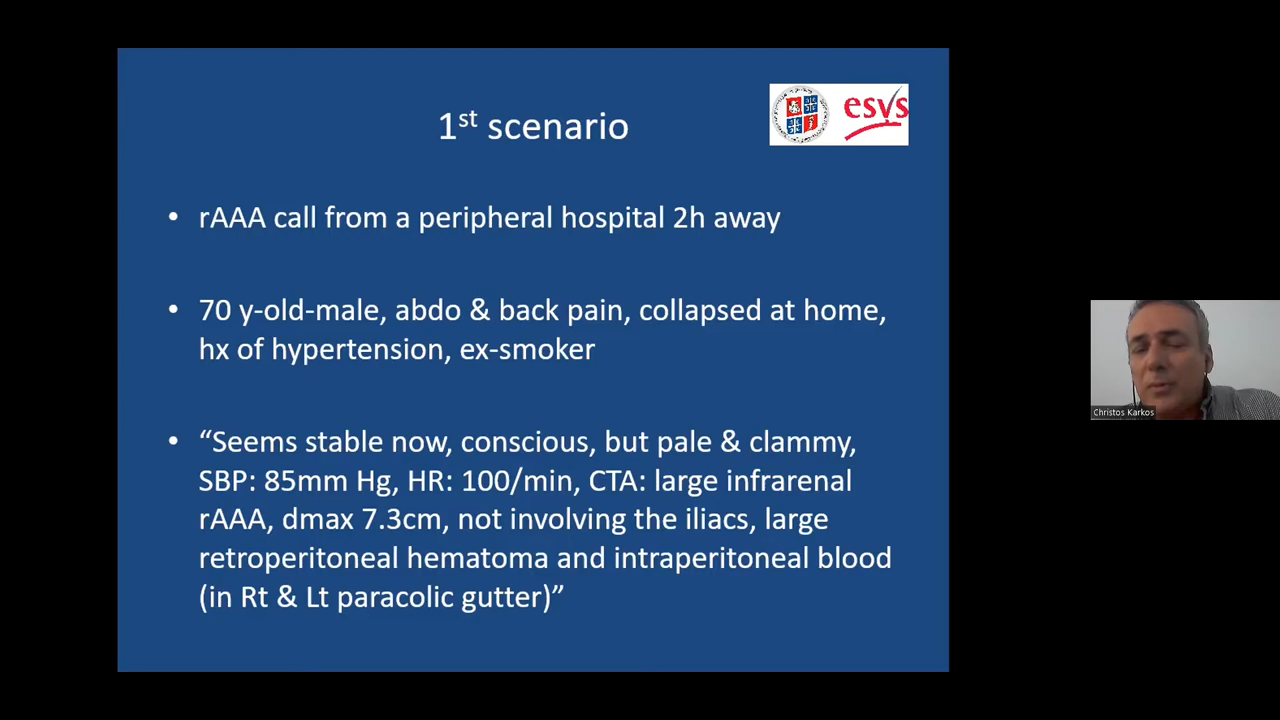 1st scenario
esvs
• rAAA call from a peripheral hospital 2h away
• 70 y-old-male, abdo & back pain, collapsed at home,
hx of hypertension, ex-smoker
• “Seems stable now, conscious, but pale & clammy,
SBP: 85mm Hg, HR: 100/min, CTA: large infrarenal
rAAA, dmax 7.3cm, not involving the iliacs, large
retroperitoneal hematoma and intraperitoneal blood
(in Rt & Lt paracolic gutter)”
Christos Karkos